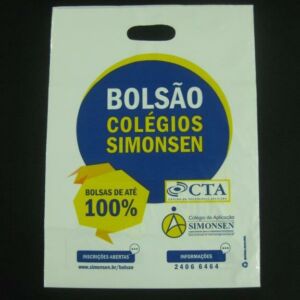 BOLSÃO
COLÉGIOS
SIMONSEN
BOLSAS DE ATÉ
100%
CTA
Colégio de Aplicação
SIMONSEN
INSCRIÇÕES ABERTAS
www.simonsen.br/bolsao
INFORMAÇÕES
2406 6464